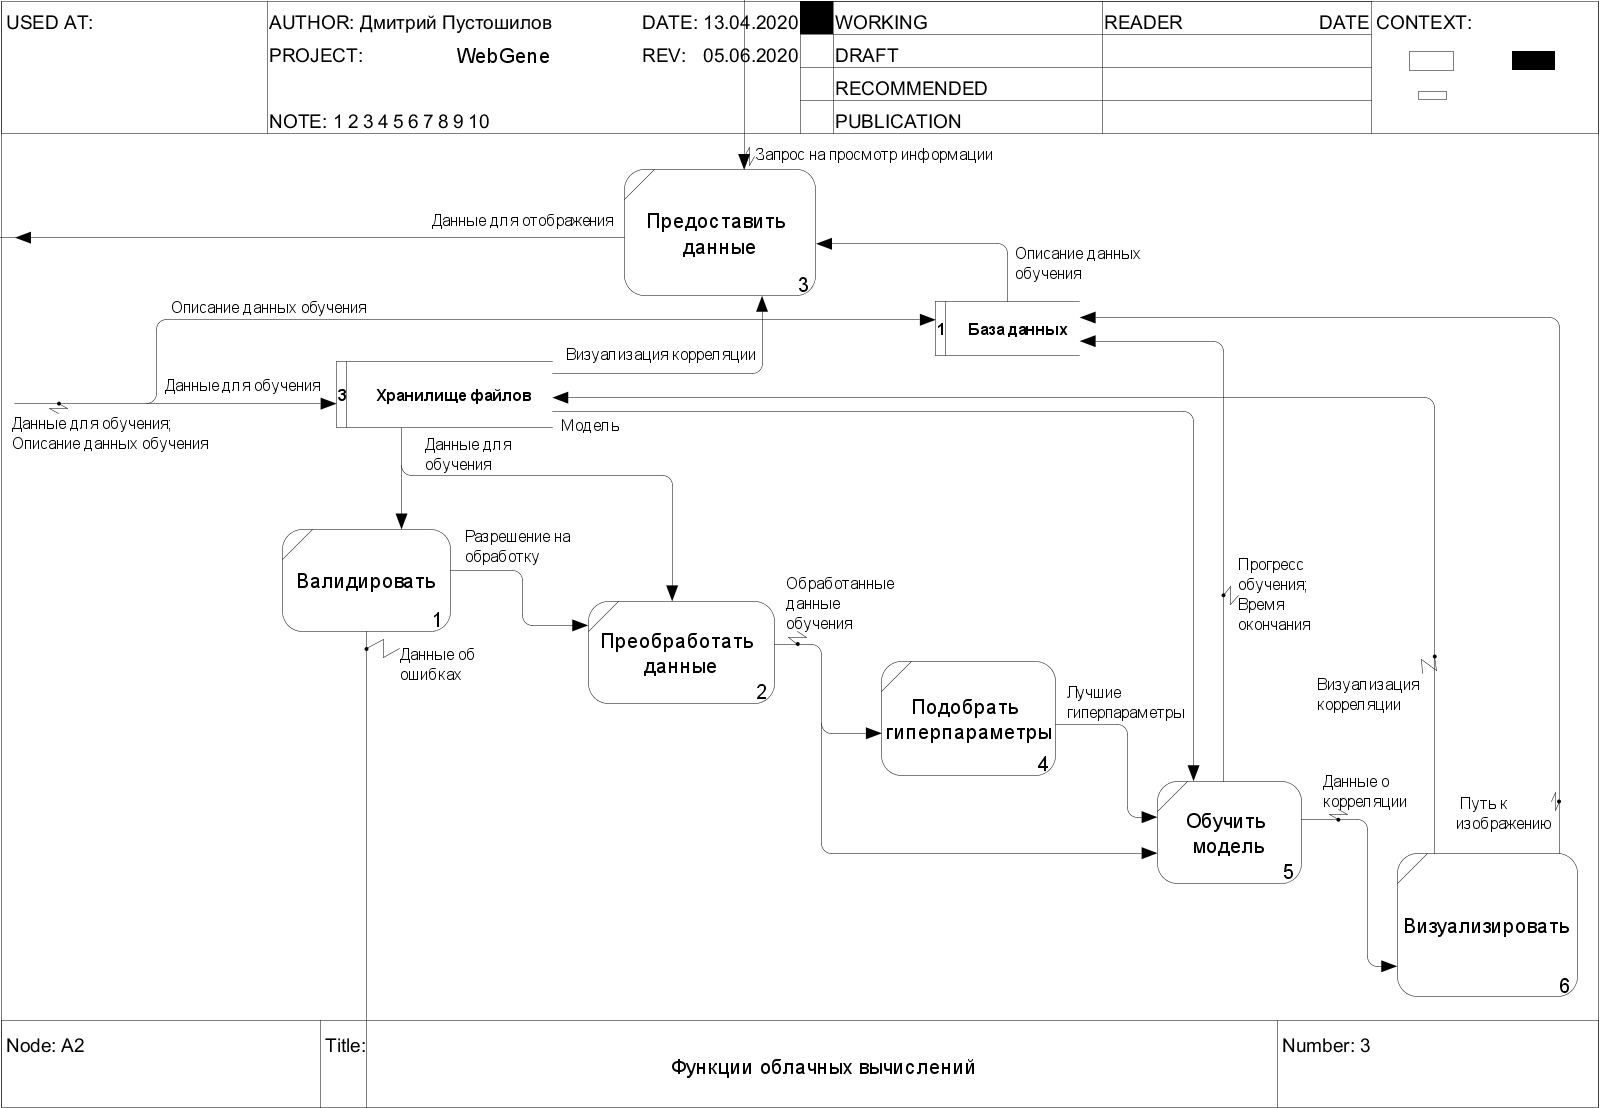 USED AT:
AUTHOR: Дмитрий Пустошилов
DATE: 13.04.2020
PROJECT: WebGene
REV: 05.06.2020
NOTE: 1 2 3 4 5 6 7 8 9 10
WORKING
DRAFT
RECOMMENDED
PUBLICATION
READER
DATE
CONTEXT:
Запрос на просмотр информации
Данные для отображения
Предоставить
данные
3
Описание данных
обучения
Описание данных обучения
1
База данных
Визуализация корреляции
Данные для обучения
3
Хранилище файлов
Данные для обучения;
Описание данных обучения
Модель
Данные для
обучения
Разрешение на
обработку
Валидировать
1
Данные об
ошибках
Преобработать
данные
2
Обработанные
данные
обучения
Прогресс
обучения;
Время
окончания
Подобрать
гиперпараметры
4
Лучшие
гиперпараметры
Визуализация
корреляции
Данные о
корреляции
Путь к
изображению
Обучить
модель
5
Визуализировать
6
Node: A2
Title:
Функции облачных вычислений
Number: 3